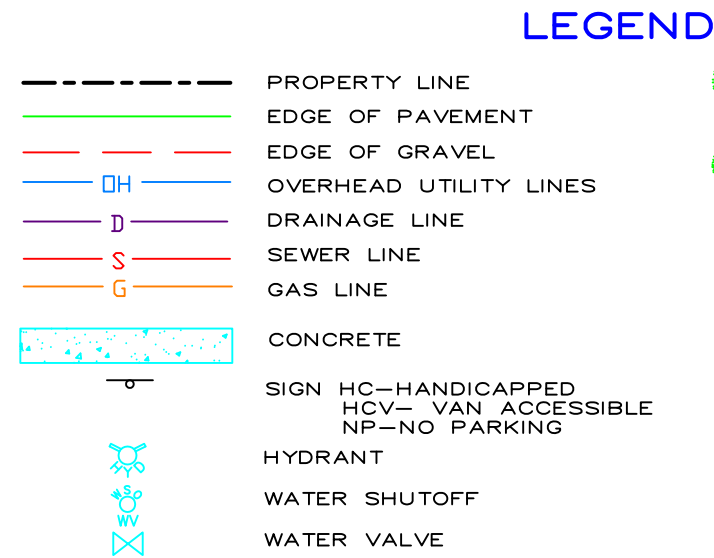 LEGEND
PROPERTY LINE
EDGE OF PAVEMENT
EDGE OF GRAVEL
OH OVERHEAD UTILITY LINES
D DRAINAGE LINE
S SEWER LINE
G GAS LINE
CONCRETE
SIGN HC-HANDICAPPED
HCV- VAN ACCESSIBLE
NP-NO PARKING
HYD HYDRANT
WSO WATER SHUTOFF
WV
WATER VALVE